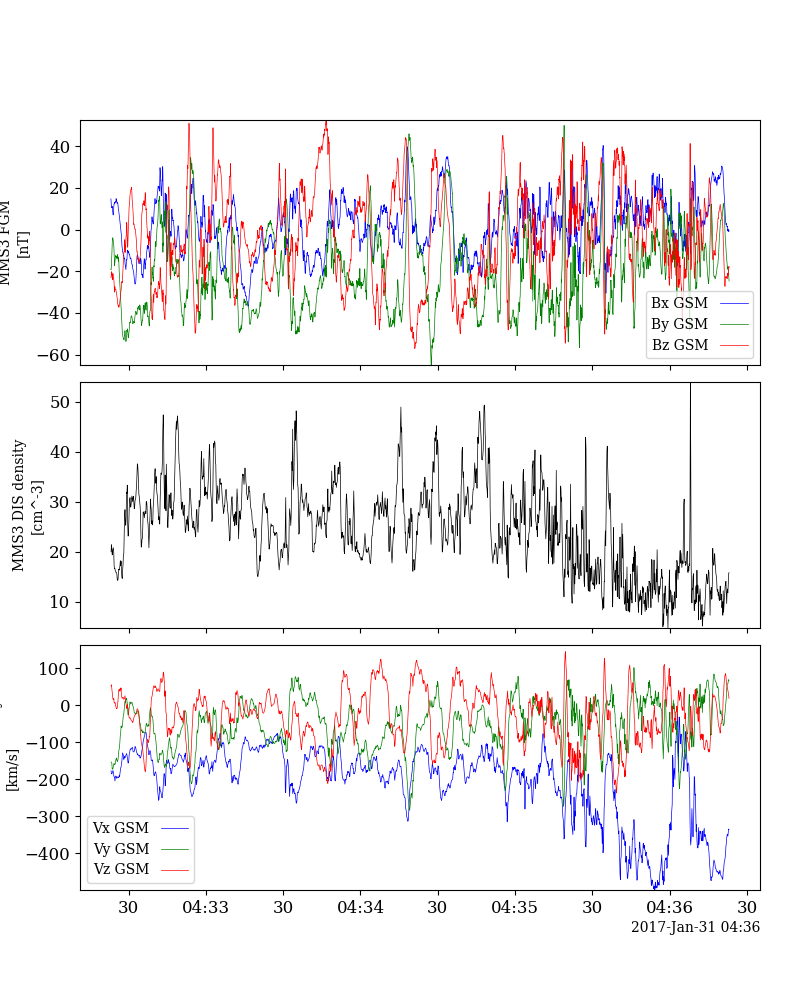 MMS3 FGM
[nT]
40
20
0
−20
−40
−60
Bx GSM
By GSM
Bz GSM
MMS3 DIS density
[cm^-3]
50
40
30
20
10
[km/s]
100
0
−100
−200
−300
−400
Vx GSM
Vy GSM
Vz GSM
30 04:33 30 04:34 30 04:35 30 04:36 30
2017-Jan-31 04:36